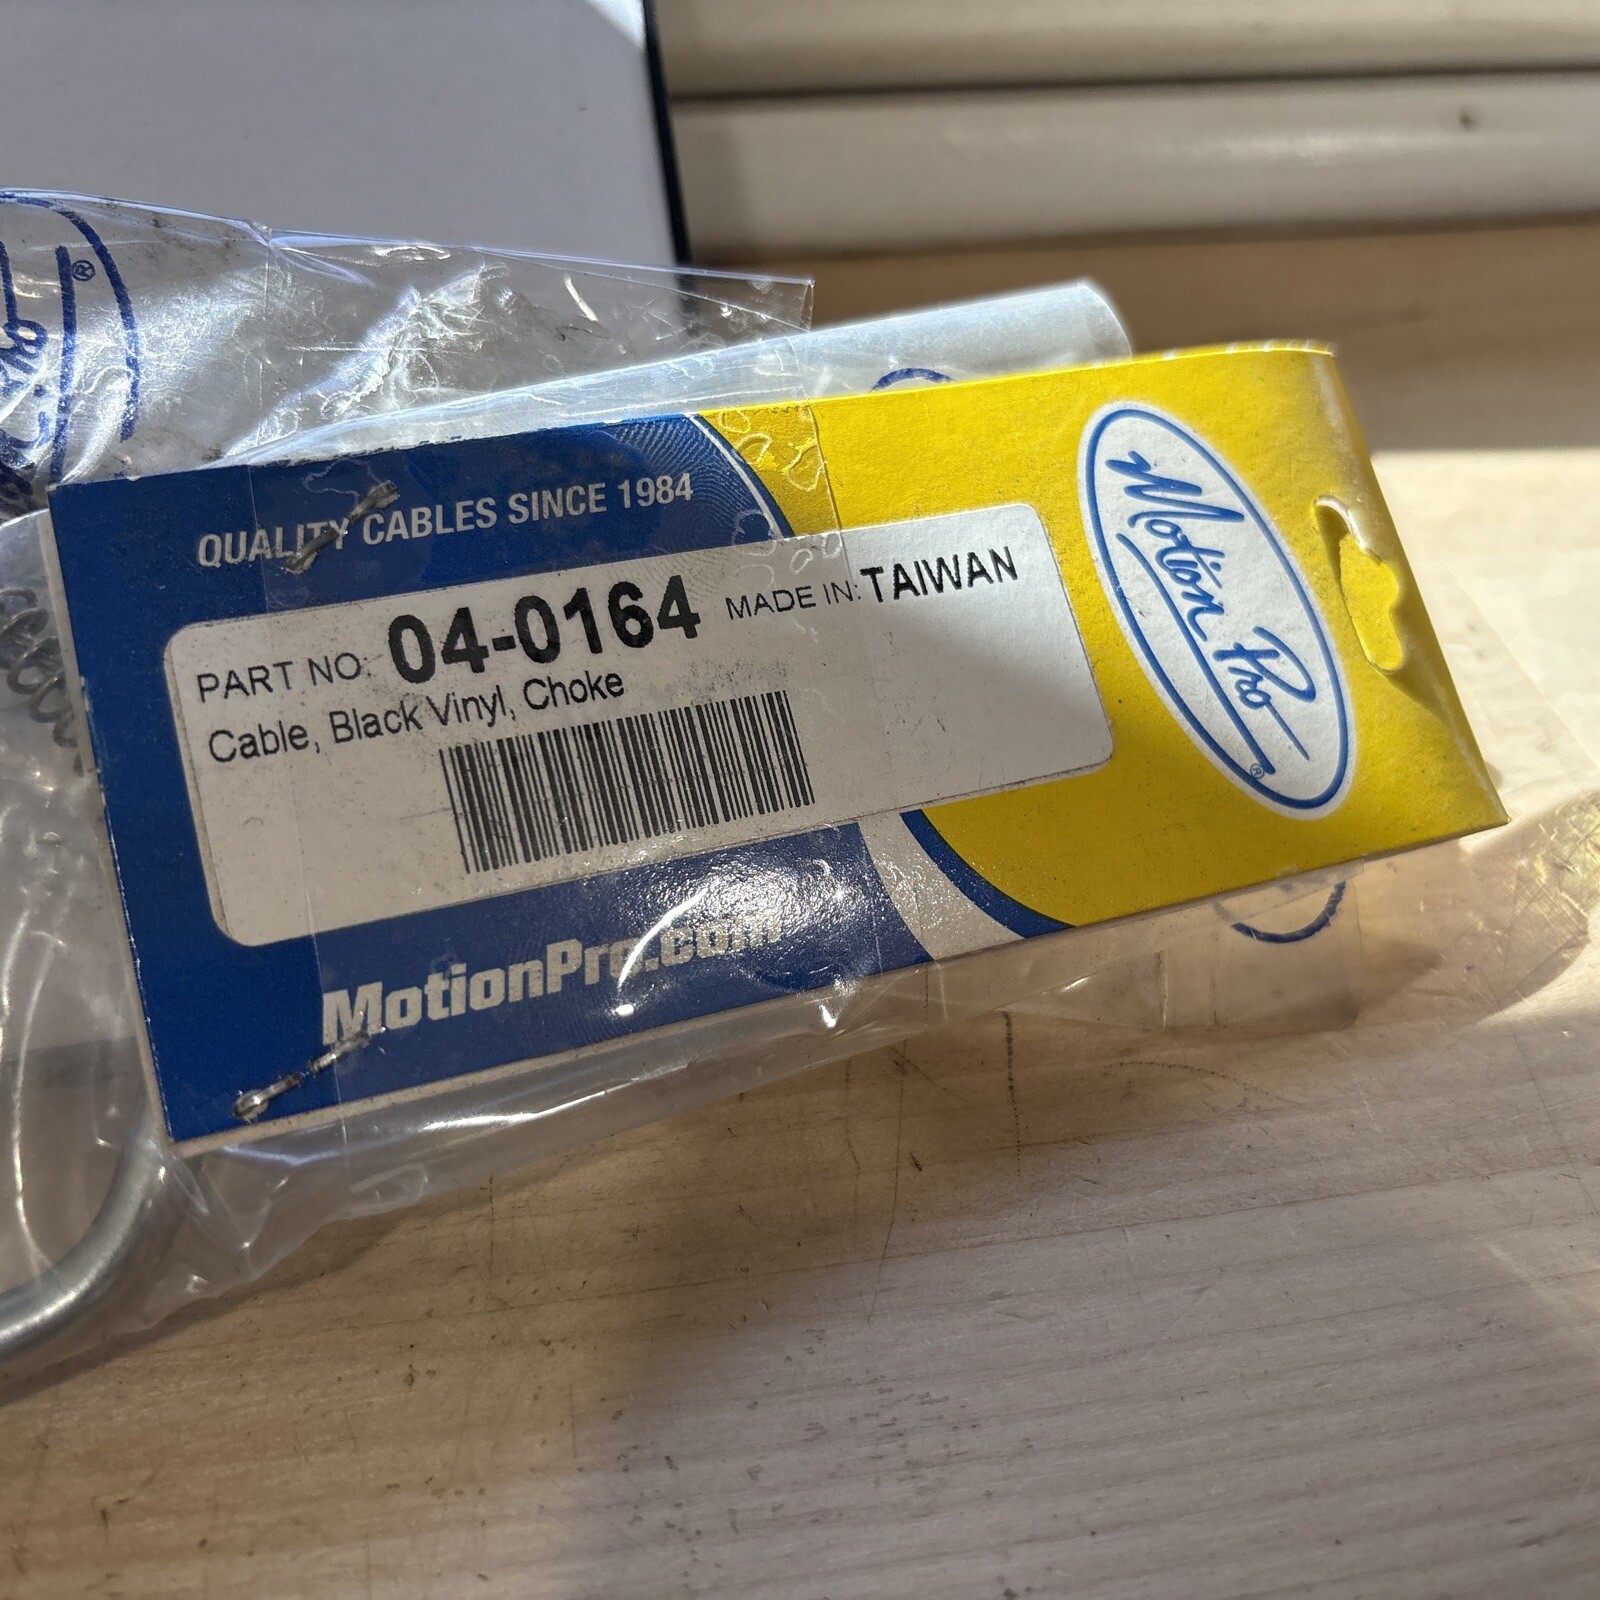 QUALITY CABLES SINCE 1984
PART NO: 04-0164 MADE IN: TAIWAN
Cable, Black Vinyl, Choke
MotionPro.com
Motion Pro®
®